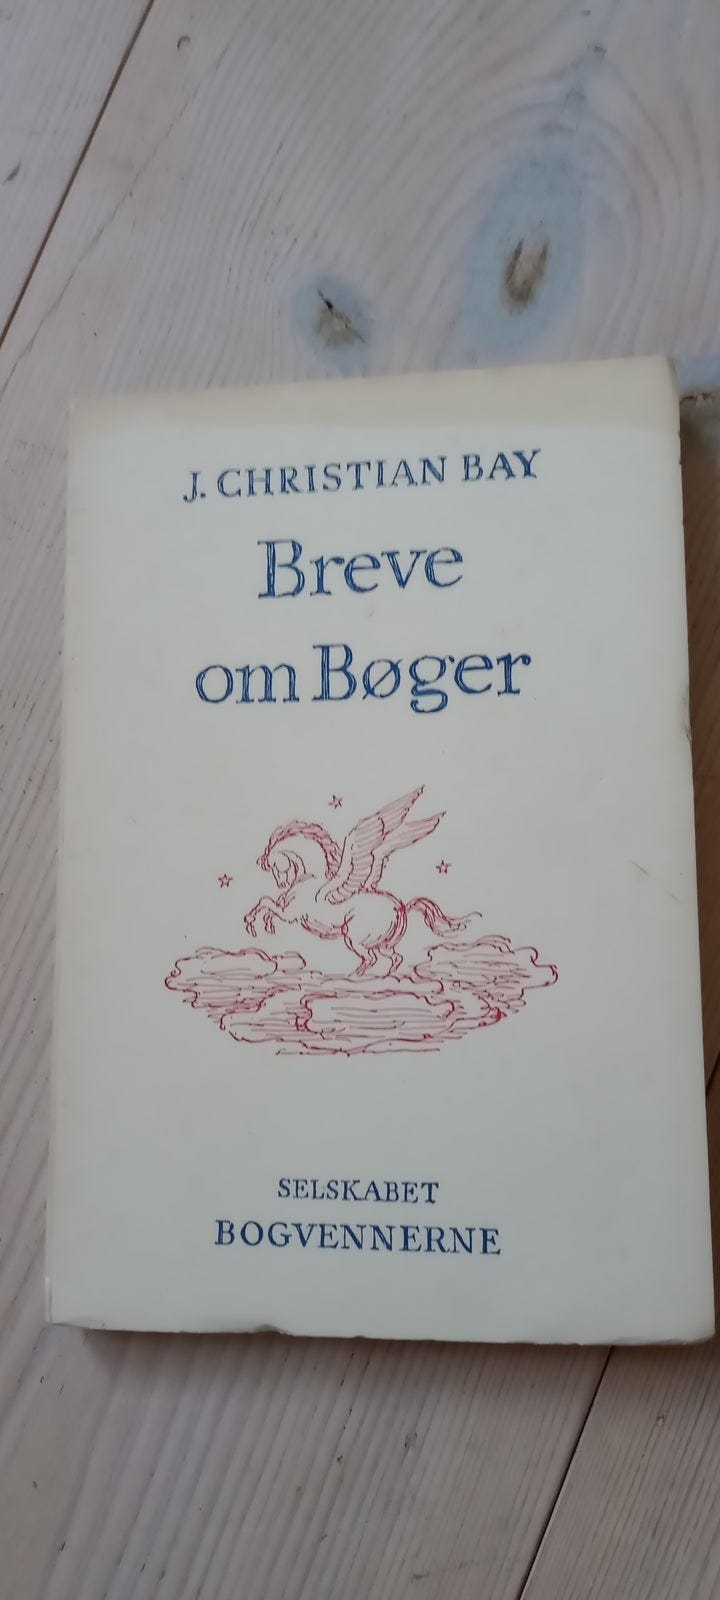 J. CHRISTIAN BAY
Breve
om Bøger
SELSKABET
BOGVENNERNE